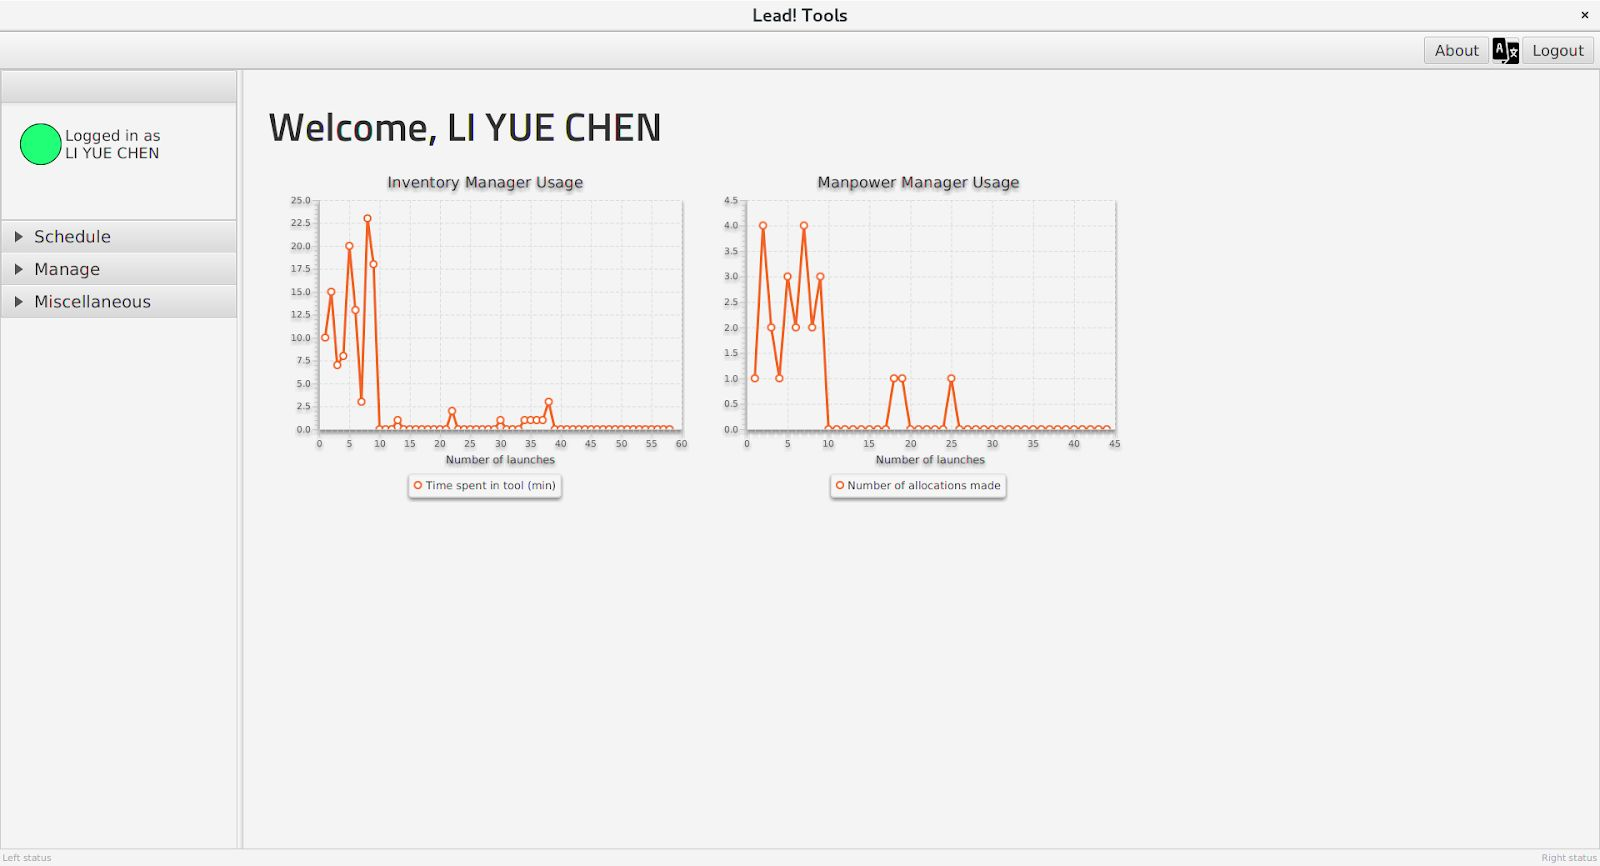 Lead! Tools
×
About
Logout
Logged in as
LI YUE CHEN
Schedule
Manage
Miscellaneous
Welcome, LI YUE CHEN
Inventory Manager Usage
25.0
22.5
20.0
17.5
15.0
12.5
10.0
7.5
5.0
2.5
0.0
0 5 10 15 20 25 30 35 40 45 50 55 60
Number of launches
Time spent in tool (min)
Manpower Manager Usage
4.5
4.0
3.5
3.0
2.5
2.0
1.5
1.0
0.5
0.0
0 5 10 15 20 25 30 35 40 45
Number of launches
Number of allocations made
Left status
Right status